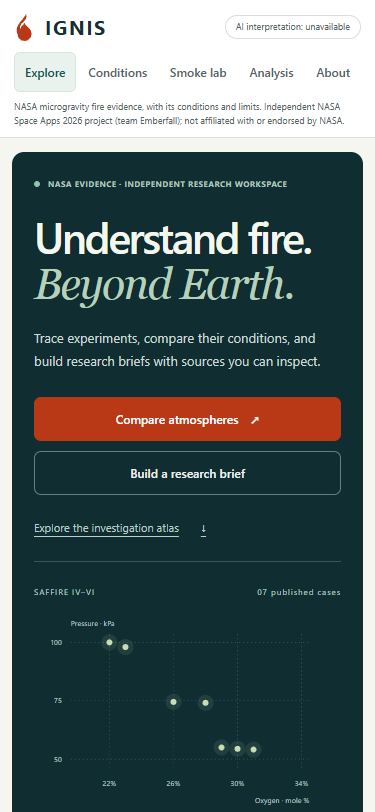 IGNIS
AI interpretation: unavailable
Explore
Conditions
Smoke lab
Analysis
About
NASA microgravity fire evidence, with its conditions and limits. Independent NASA
Space Apps 2026 project (team Emberfall); not affiliated with or endorsed by NASA.
NASA EVIDENCE · INDEPENDENT RESEARCH WORKSPACE
Understand fire.
Beyond Earth.
Trace experiments, compare their conditions, and
build research briefs with sources you can inspect.
Compare atmospheres ↗
Build a research brief
Explore the investigation atlas ↓
SAFFIRE IV–VI
07 published cases
Pressure · kPa
100
75
50
22%
26%
30%
34%
Oxygen · mole %